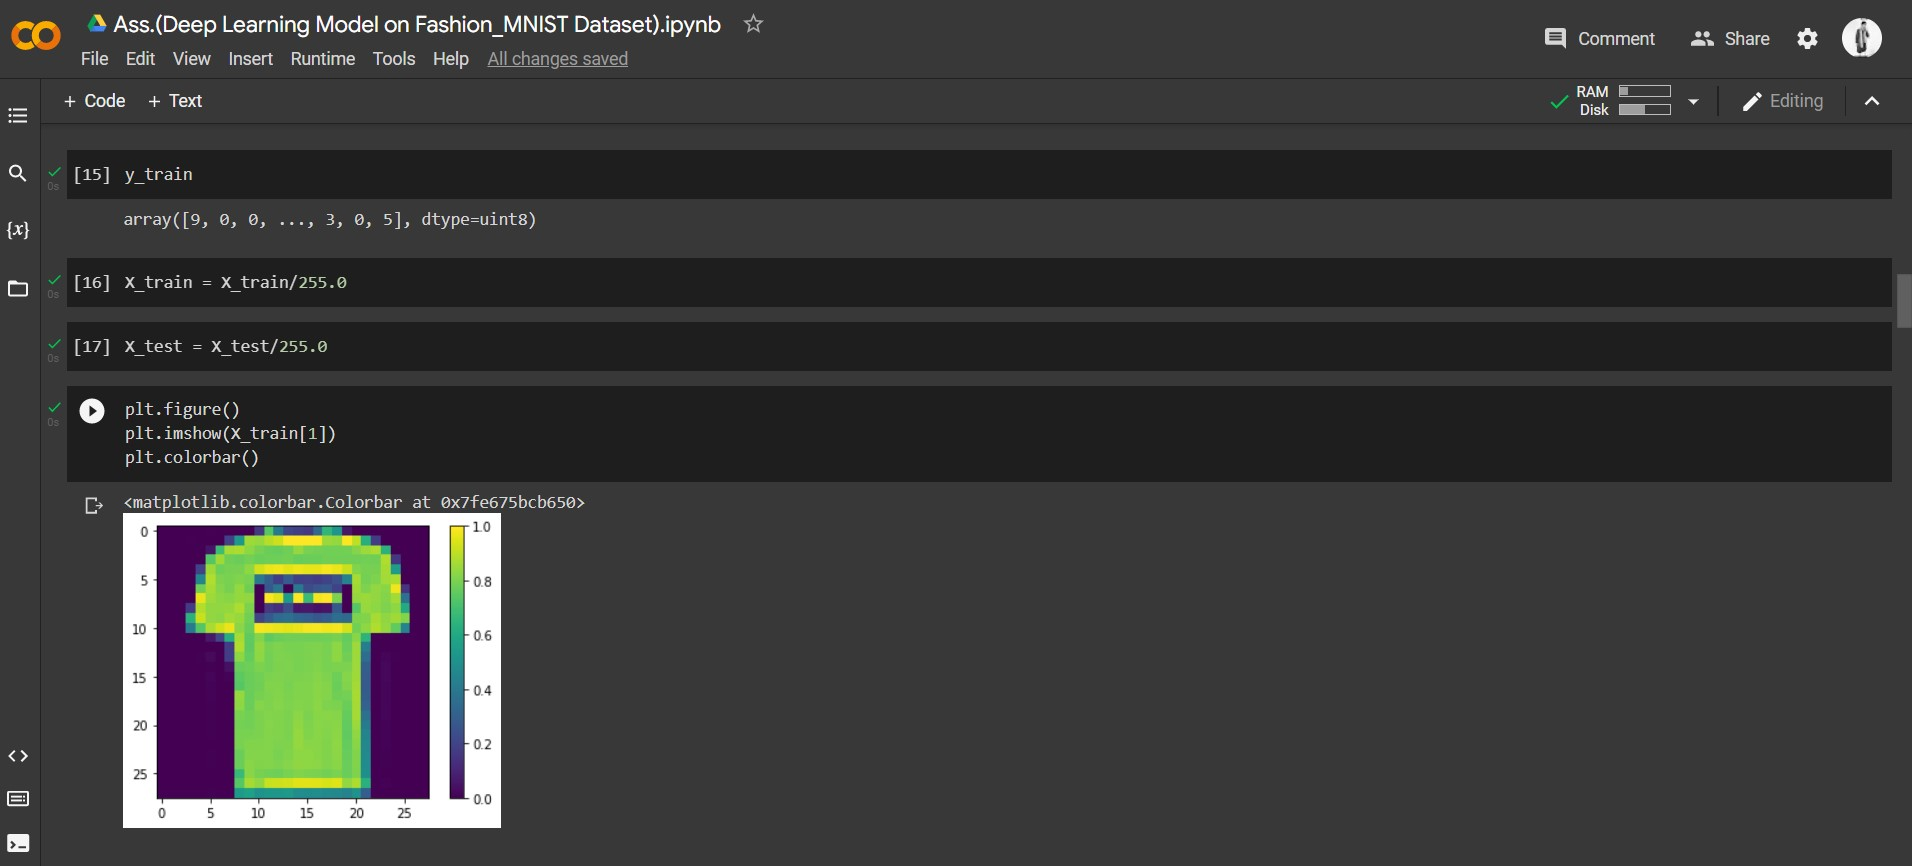 Ass.(Deep Learning Model on Fashion_MNIST Dataset).ipynb
File Edit View Insert Runtime Tools Help All changes saved
Comment Share
+ Code + Text
RAM
Disk
Editing
{x}
[15] y_train
0s
array([9, 0, 0, ..., 3, 0, 5], dtype=uint8)
[16] X_train = X_train/255.0
0s
[17] X_test = X_test/255.0
0s
plt.figure()
0s
plt.imshow(X_train[1])
plt.colorbar()
<matplotlib.colorbar.Colorbar at 0x7fe675bcb650>
0
5
10
15
20
25
0 5 10 15 20 25
1.0
0.8
0.6
0.4
0.2
0.0